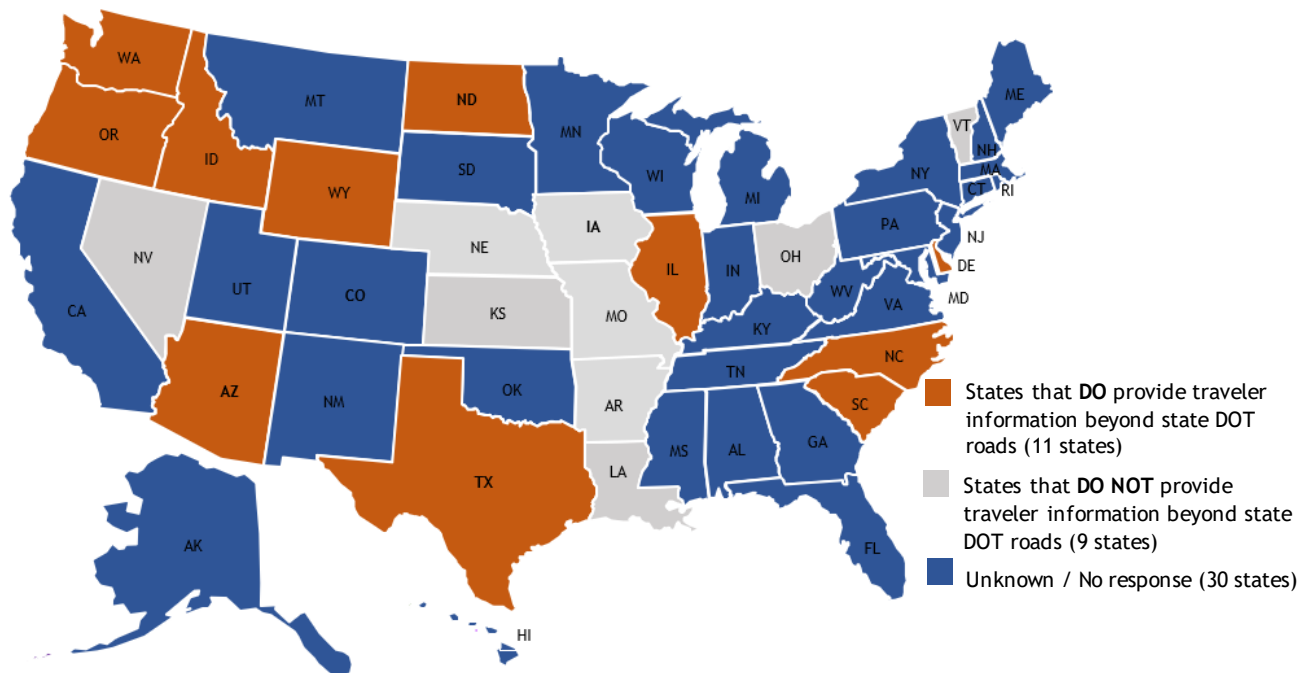 WA
MT
ND
MN
ME
OR
ID
SD
WI
VT
NH
NY
MA
WY
MI
CT
RI
PA
NE
IA
NJ
NV
IL
IN
OH
DE
UT
CO
WV
MD
CA
KS
MO
VA
KY
NC
TN
AZ
NM
OK
AR
SC
States that DO provide traveler
information beyond state DOT
roads (11 states)
MS
AL
GA
LA
TX
States that DO NOT provide
traveler information beyond state
DOT roads (9 states)
AK
FL
Unknown / No response (30 states)
HI